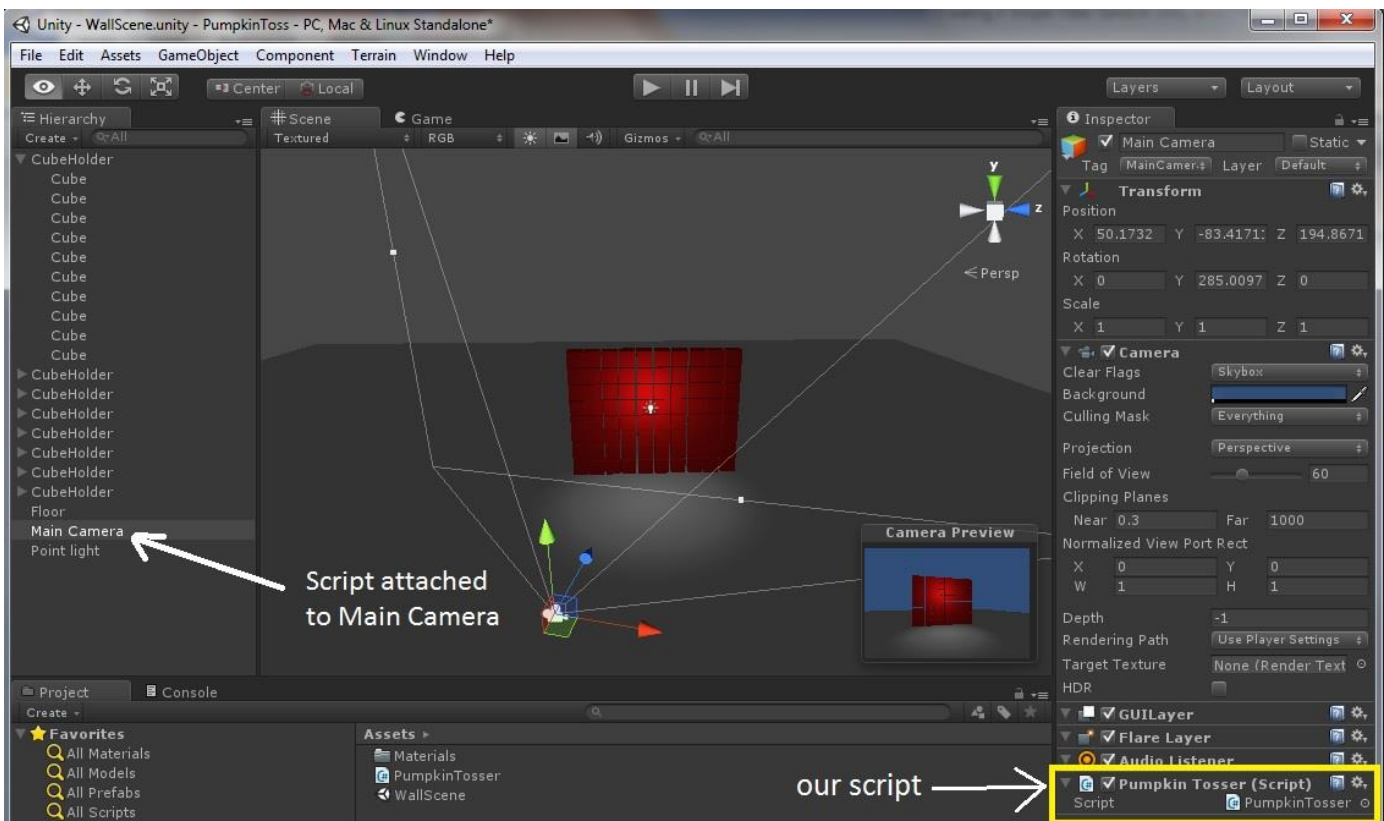 Unity - WallScene.unity - PumpkinToss - PC, Mac & Linux Standalone*
File Edit Assets GameObject Component Terrain Window Help
Center Local
Layers Layout
Hierarchy
Create All
CubeHolder
Cube
Cube
Cube
Cube
Cube
Cube
Cube
Cube
Cube
Cube
CubeHolder
CubeHolder
CubeHolder
CubeHolder
CubeHolder
CubeHolder
CubeHolder
Floor
Main Camera
Point light
Scene Game
Textured RGB Gizmos All
y
z
Persp
Script attached
to Main Camera
Camera Preview
Inspector
Main Camera Static
Tag MainCamer Layer Default
Transform
Position
X 50.1732 Y -83.4171 Z 194.8671
Rotation
X 0 Y 285.0097 Z 0
Scale
X 1 Y 1 Z 1
Camera
Clear Flags Skybox
Background
Culling Mask Everything
Projection Perspective
Field of View 60
Clipping Planes
Near 0.3 Far 1000
Normalized View Port Rect
X 0 Y 0
W 1 H 1
Depth -1
Rendering Path Use Player Settings
Target Texture None (Render Text
HDR
GUILayer
Flare Layer
Audio Listener
Pumpkin Tosser (Script)
Script PumpkinTosser
our script
Project Console
Create
Favorites
All Materials
All Models
All Prefabs
All Scripts
Assets
Materials
PumpkinTosser
WallScene